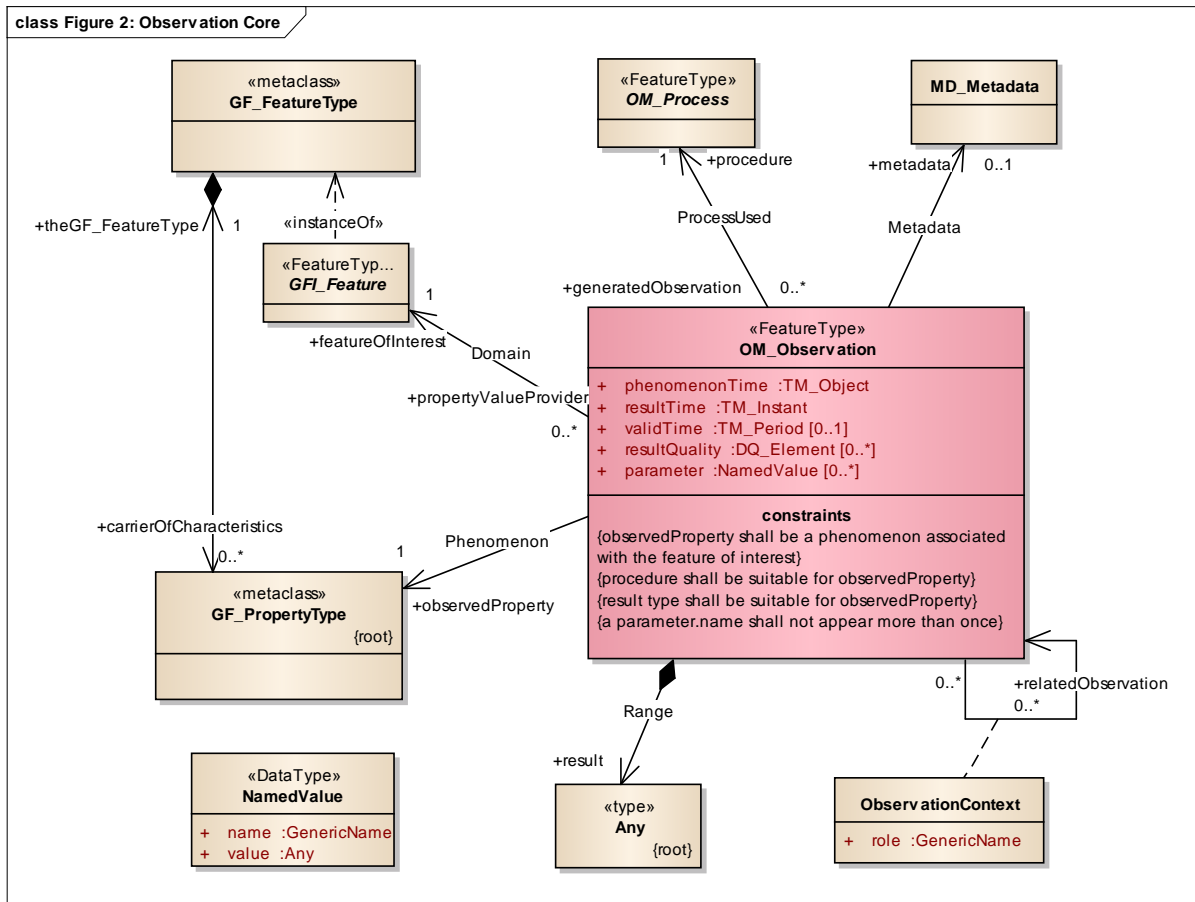 class Figure 2: Observation Core
«metaclass»
GF_FeatureType
«FeatureType»
OM_Process
MD_Metadata
1
+procedure
+metadata
0..1
+theGF_FeatureType
1
«instanceOf»
ProcessUsed
Metadata
«FeatureTyp...
GFI_Feature
1
+generatedObservation
0..*
+featureOfInterest
Domain
+propertyValueProvider
0..*
«FeatureType»
OM_Observation
+ phenomenonTime :TM_Object
+ resultTime :TM_Instant
+ validTime :TM_Period [0..1]
+ resultQuality :DQ_Element [0..*]
+ parameter :NamedValue [0..*]
constraints
{observedProperty shall be a phenomenon associated
with the feature of interest}
{procedure shall be suitable for observedProperty}
{result type shall be suitable for observedProperty}
{a parameter.name shall not appear more than once}
+carrierOfCharacteristics
0..*
Phenomenon
1
+observedProperty
«metaclass»
GF_PropertyType
{root}
0..*
+relatedObservation
0..*
Range
+result
«DataType»
NamedValue
+ name :GenericName
+ value :Any
«type»
Any
{root}
ObservationContext
+ role :GenericName